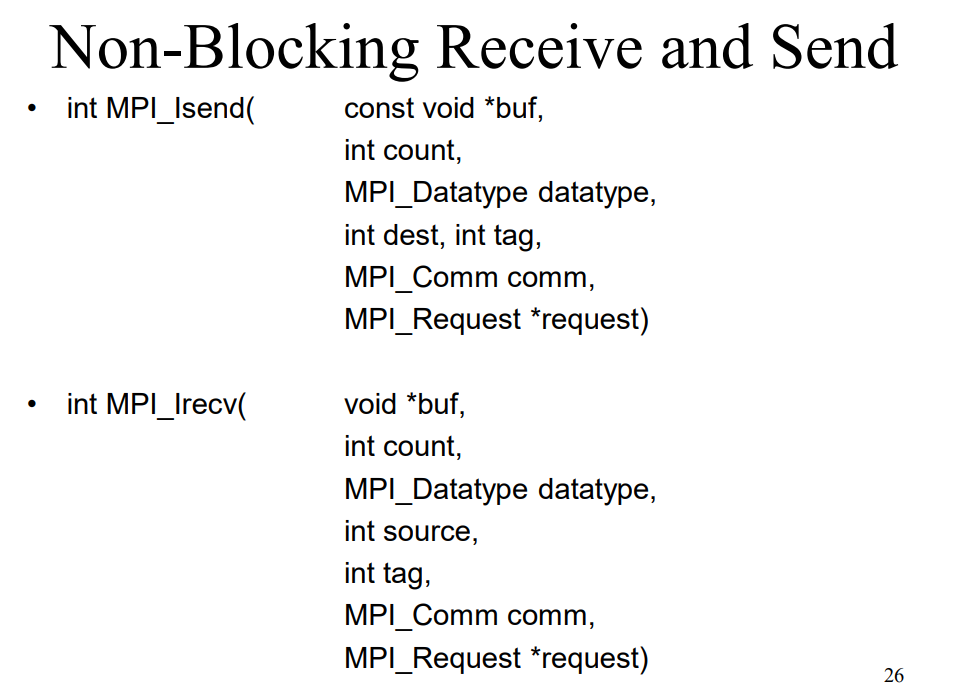 Non-Blocking Receive and Send
• int MPI_Isend( const void *buf,
int count,
MPI_Datatype datatype,
int dest, int tag,
MPI_Comm comm,
MPI_Request *request)
• int MPI_Irecv( void *buf,
int count,
MPI_Datatype datatype,
int source,
int tag,
MPI_Comm comm,
MPI_Request *request)
26